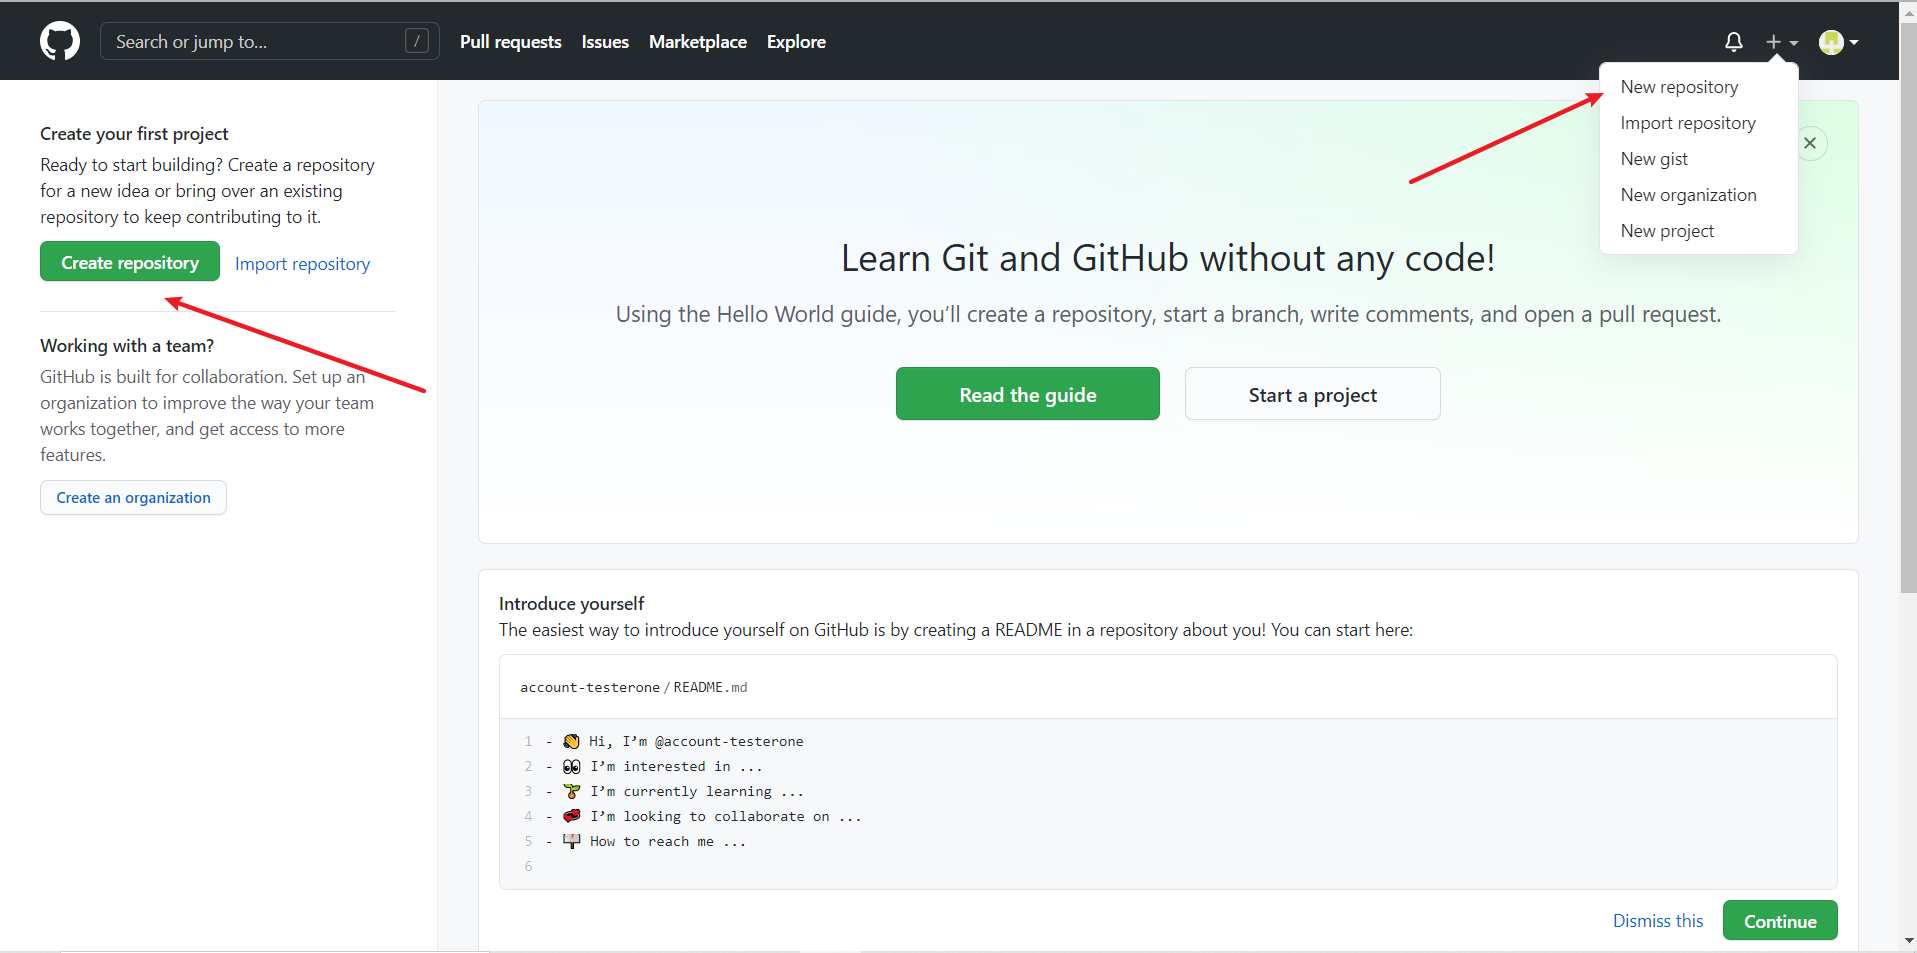 Search or jump to... /
Pull requests Issues Marketplace Explore
New repository
Import repository
New gist
New organization
New project
Create your first project
Ready to start building? Create a repository
for a new idea or bring over an existing
repository to keep contributing to it.
Create repository Import repository
Working with a team?
GitHub is built for collaboration. Set up an
organization to improve the way your team
works together, and get access to more
features.
Create an organization
Learn Git and GitHub without any code!
Using the Hello World guide, you’ll create a repository, start a branch, write comments, and open a pull request.
Read the guide Start a project
Introduce yourself
The easiest way to introduce yourself on GitHub is by creating a README in a repository about you! You can start here:
account-testerone / README.md
1 - 👋 Hi, I’m @account-testerone
2 - 👀 I’m interested in ...
3 - 🌱 I’m currently learning ...
4 - 💞️ I’m looking to collaborate on ...
5 - 📫 How to reach me ...
6
Dismiss this Continue